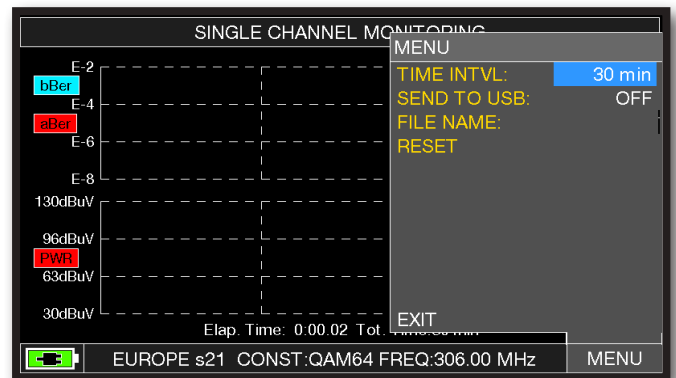 SINGLE CHANNEL MONITORING
MENU
TIME INTVL: 30 min
SEND TO USB: OFF
FILE NAME:
RESET
EXIT
E-2
bBer
E-4
aBer
E-6
E-8
130dBuV
96dBuV
PWR
63dBuV
30dBuV
Elap. Time: 0:00.02 Tot.
EUROPE s21 CONST:QAM64 FREQ:306.00 MHz MENU